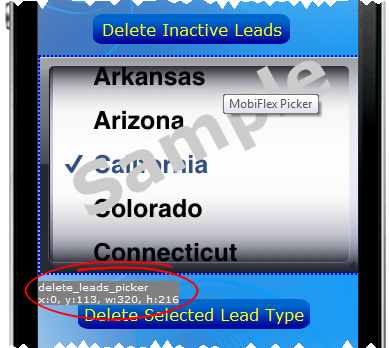 Delete Inactive Leads
Arkansas
MobiFlex Picker
Arizona
California
Colorado
Connecticut
Sample
delete_leads_picker
x:0, y:113, w:320, h:216
Delete Selected Lead Type